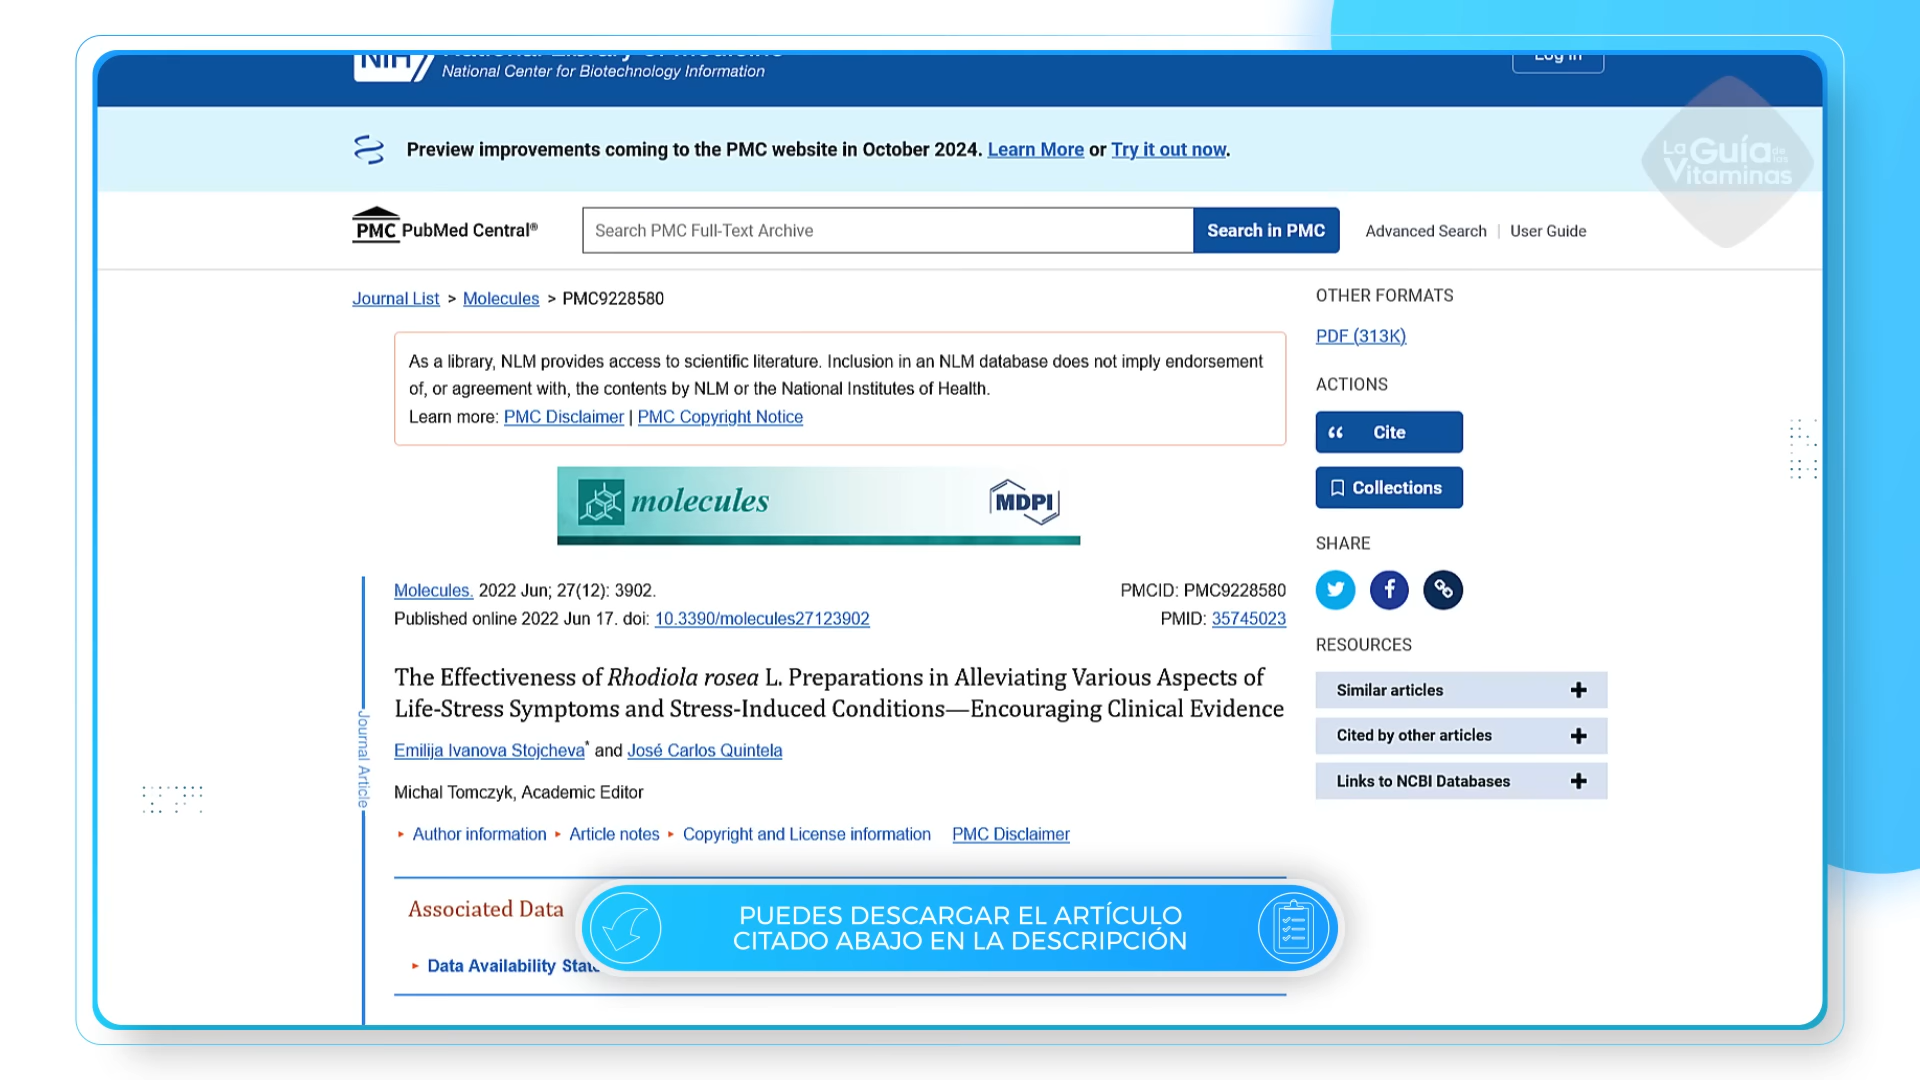 NIH National Library of Medicine
National Center for Biotechnology Information
Log in
Preview improvements coming to the PMC website in October 2024. Learn More or Try it out now.
La Guía de las
Vitaminas
PMC PubMed Central®
Search PMC Full-Text Archive
Search in PMC
Advanced Search | User Guide
Journal List > Molecules > PMC9228580
As a library, NLM provides access to scientific literature. Inclusion in an NLM database does not imply endorsement
of, or agreement with, the contents by NLM or the National Institutes of Health.
Learn more: PMC Disclaimer | PMC Copyright Notice
molecules
MDPI
Journal Article
Molecules. 2022 Jun; 27(12): 3902.
Published online 2022 Jun 17. doi: 10.3390/molecules27123902
PMCID: PMC9228580
PMID: 35745023
The Effectiveness of Rhodiola rosea L. Preparations in Alleviating Various Aspects of
Life-Stress Symptoms and Stress-Induced Conditions—Encouraging Clinical Evidence
Emilija Ivanova Stojcheva* and José Carlos Quintela
Michal Tomczyk, Academic Editor
Author information Article notes Copyright and License information PMC Disclaimer
Associated Data
Data Availability
OTHER FORMATS
PDF (313K)
ACTIONS
Cite
Collections
SHARE
RESOURCES
Similar articles
Cited by other articles
Links to NCBI Databases
PUEDES DESCARGAR EL ARTÍCULO
CITADO ABAJO EN LA DESCRIPCIÓN